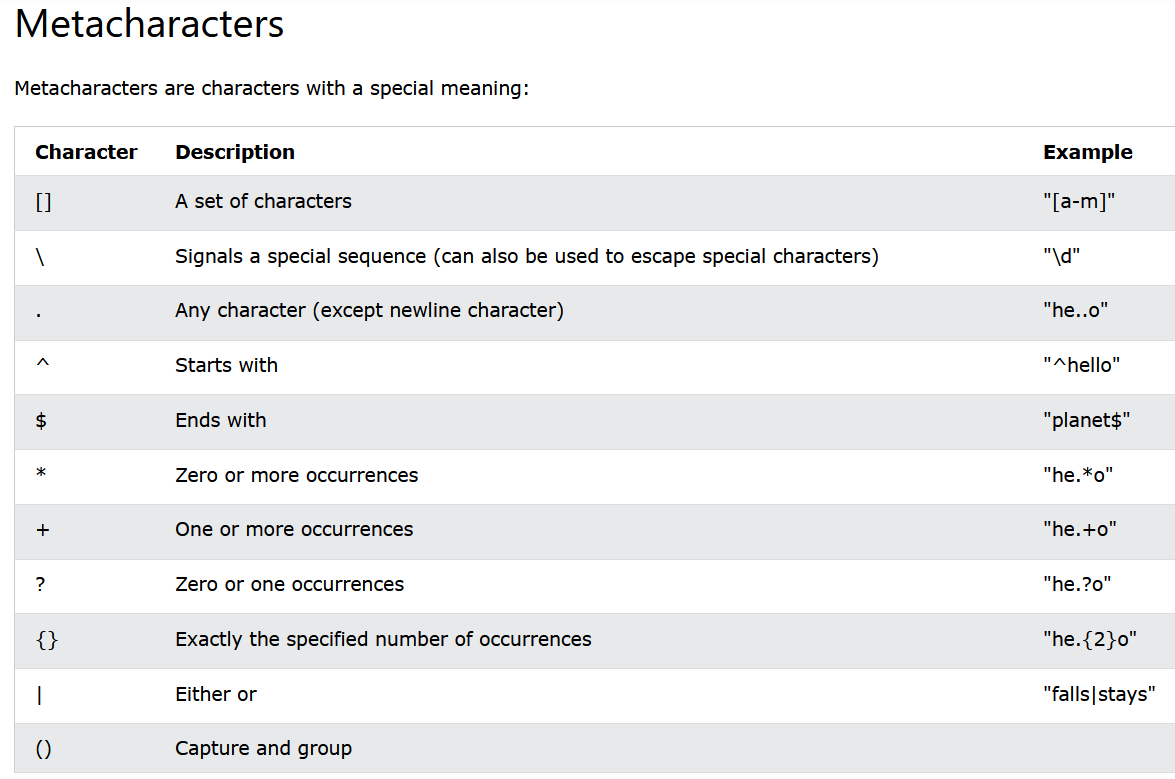 Metacharacters
Metacharacters are characters with a special meaning:
Character Description Example
[] A set of characters "[a-m]"
\ Signals a special sequence (can also be used to escape special characters) "\d"
. Any character (except newline character) "he..o"
^ Starts with "^hello"
$ Ends with "planet$"
* Zero or more occurrences "he.*o"
+ One or more occurrences "he.+o"
? Zero or one occurrences "he.?o"
{} Exactly the specified number of occurrences "he.{2}o"
| Either or "falls|stays"
() Capture and group